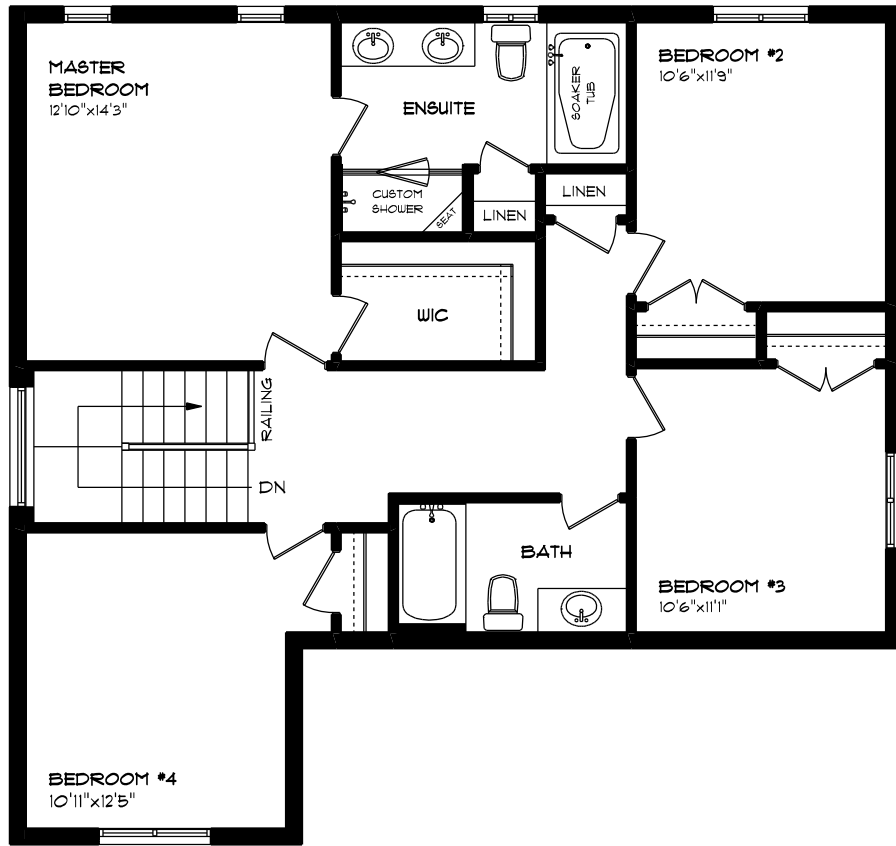 MASTER
BEDROOM
12'10"x14'3"
ENSUITE
SOAKER
TUB
BEDROOM #2
10'6"x11'9"
CUSTOM
SHOWER
SEAT
LINEN
LINEN
WIC
RAILING
DN
BATH
BEDROOM #3
10'6"x11'1"
BEDROOM #4
10'11"x12'5"